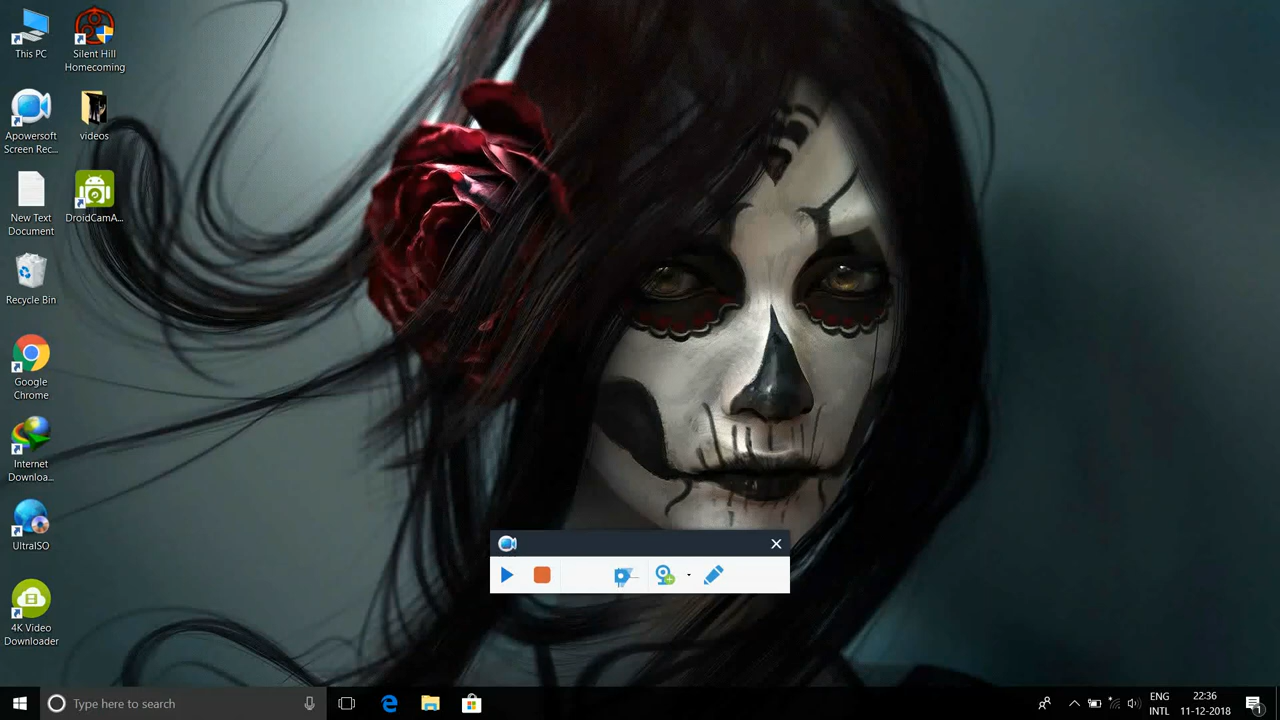 This PC
Silent Hill
Homecoming
Apowersoft
Screen Rec...
videos
New Text
Document
DroidCamA...
Recycle Bin
Google
Chrome
Internet
Downloa...
UltraISO
4K Video
Downloader
Type here to search
ENG
INTL
22:36
11-12-2018
1